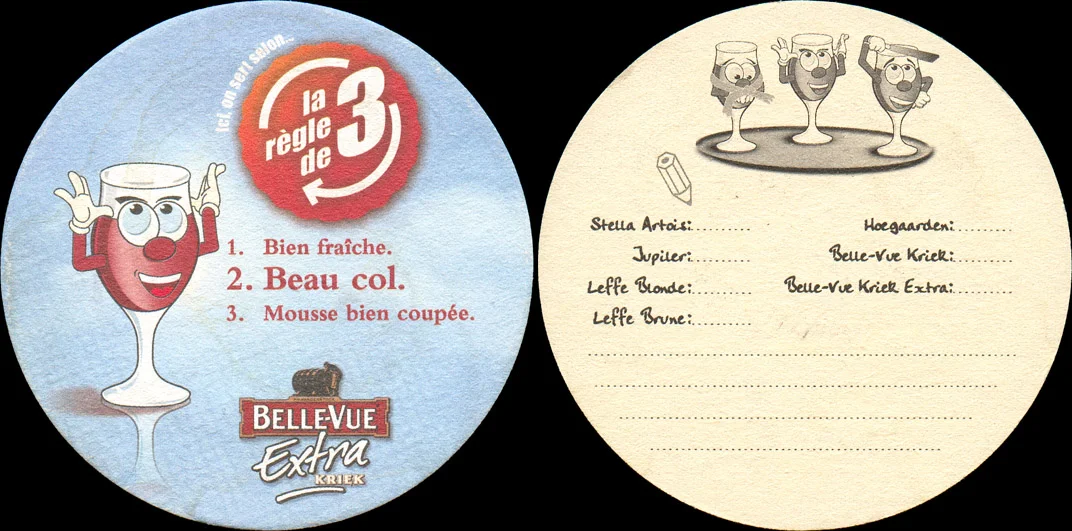 Ici, on sert selon...
la
règle
de
3
1. Bien fraîche.
2. Beau col.
3. Mousse bien coupée.
BELLE-VUE
Extra
KRIEK
Stella Artois:..........
Jupiler:..........
Leffe Blonde:.........
Leffe Brune:..........
Hoegaarden:..........
Belle-Vue Kriek:..........
Belle-Vue Kriek Extra:..........